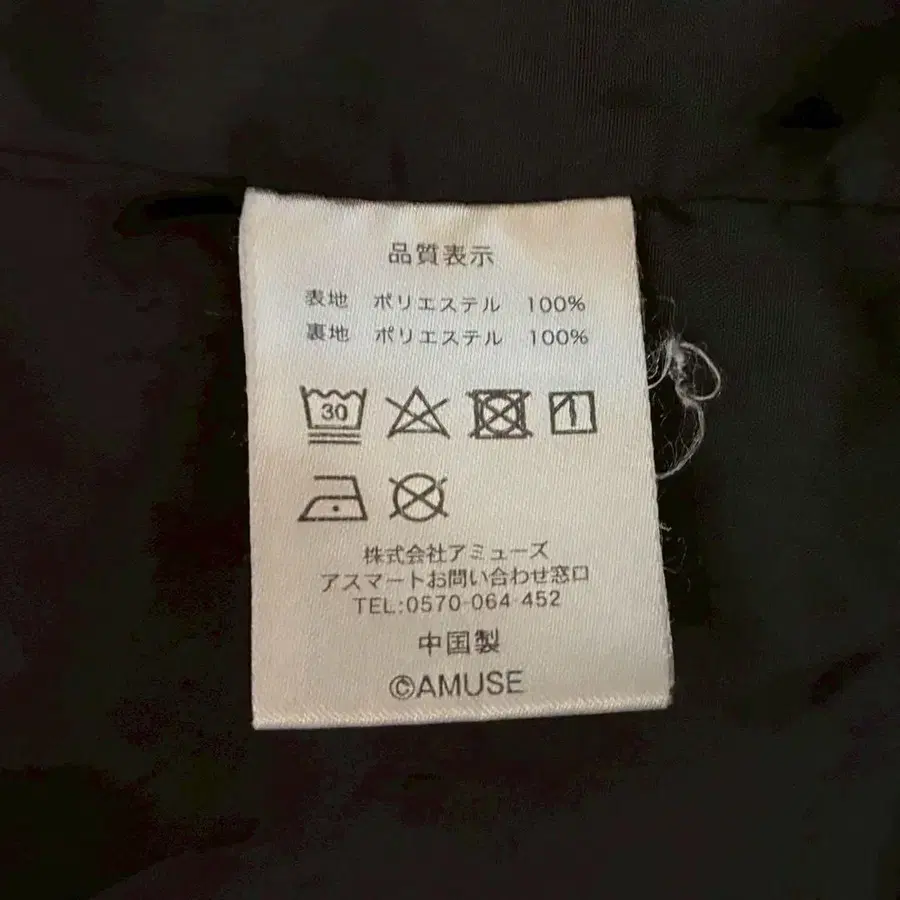 品質表示
表地 ポリエステル 100%
裏地 ポリエステル 100%
30
株式会社アミューズ
アスマートお問い合わせ窓口
TEL:0570-064-452
中国製
©AMUSE